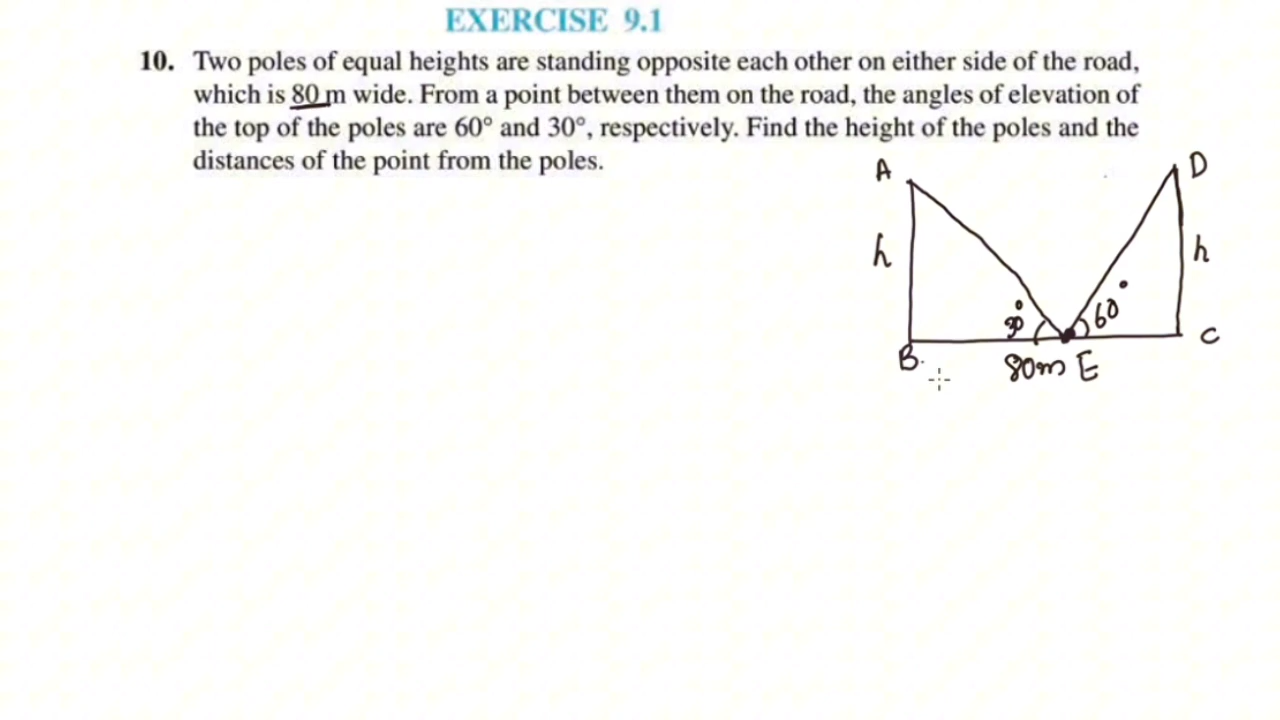 EXERCISE 9.1
10. Two poles of equal heights are standing opposite each other on either side of the road,
which is 80 m wide. From a point between them on the road, the angles of elevation of
the top of the poles are 60° and 30°, respectively. Find the height of the poles and the
distances of the point from the poles.
A D
h h
30° 60°
B. 80m E C